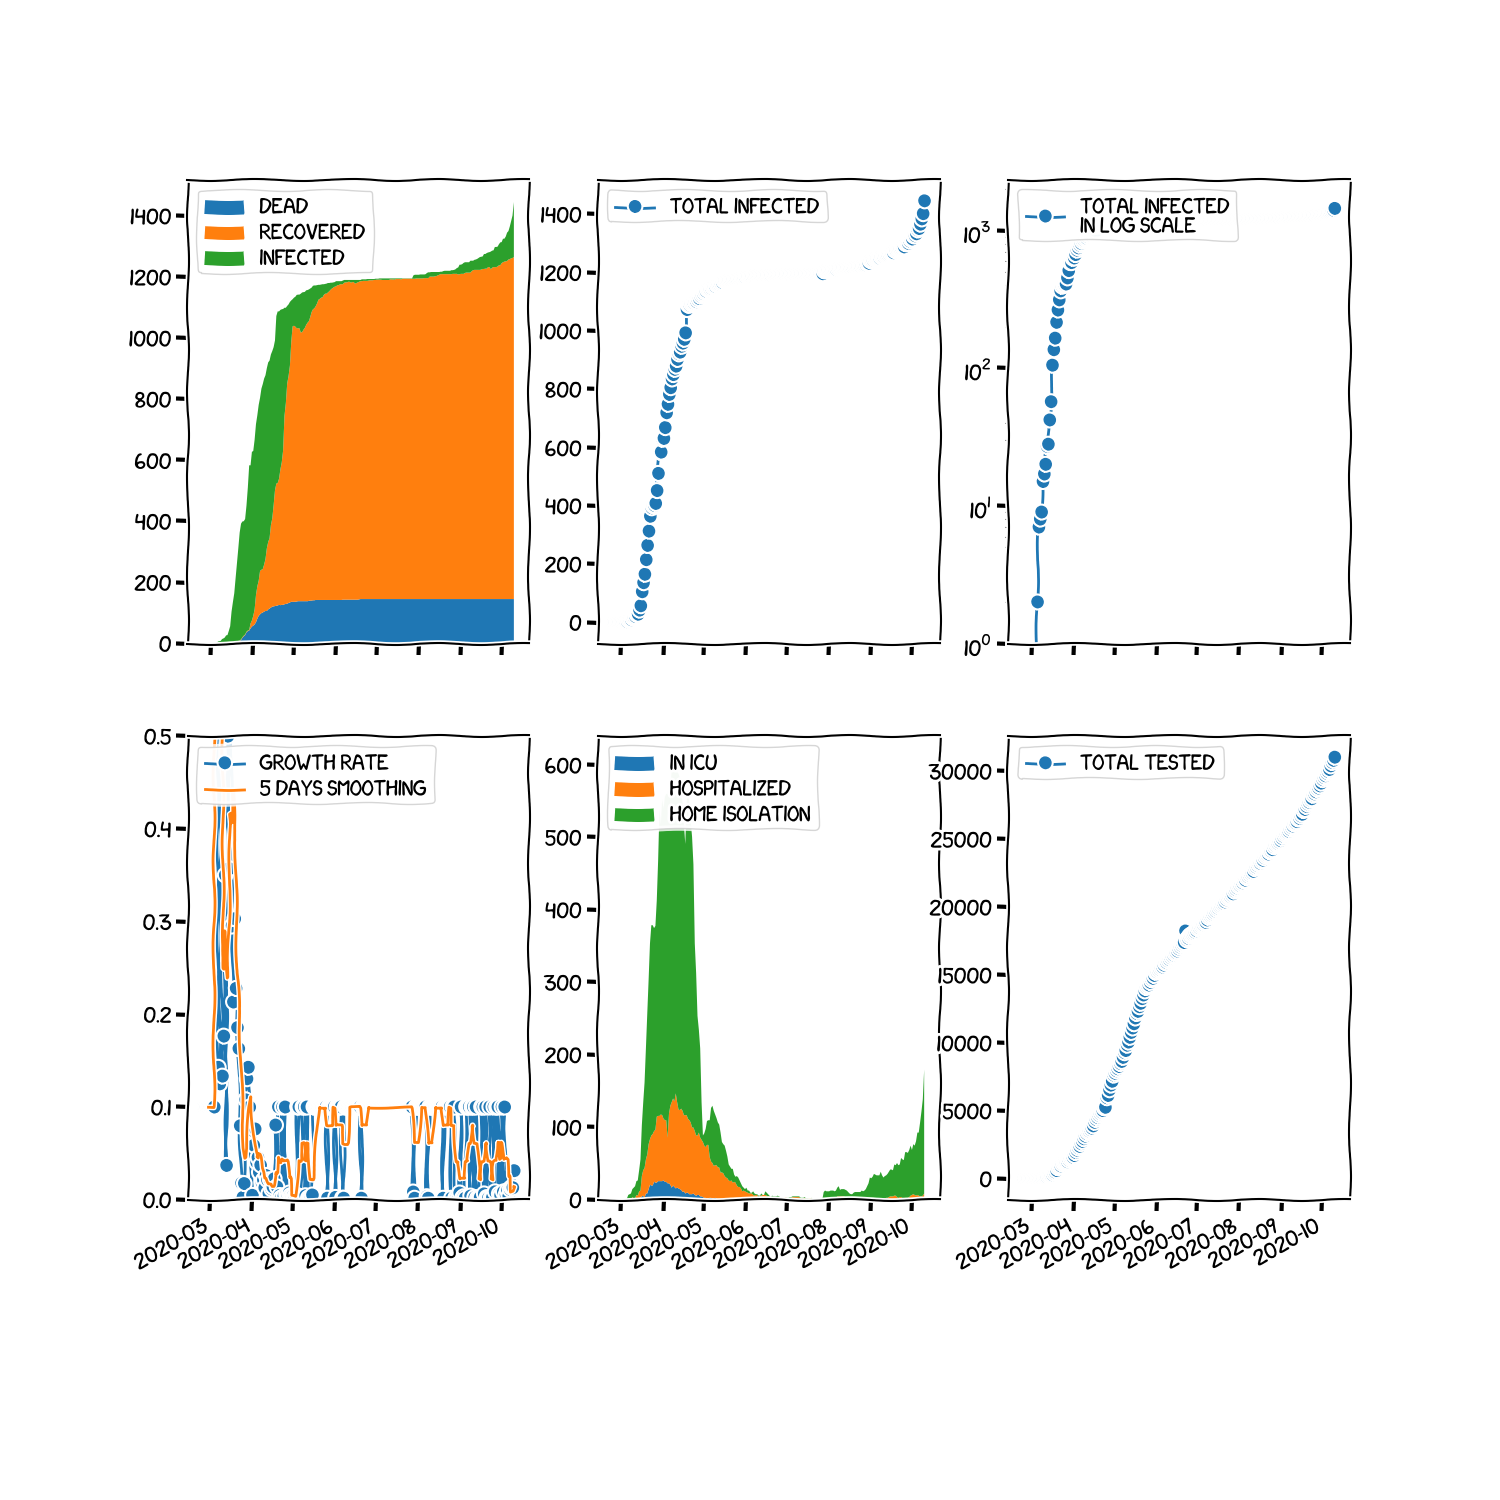 DEAD
RECOVERED
INFECTED
1400
1200
1000
800
600
400
200
0
TOTAL INFECTED
1400
1200
1000
800
600
400
200
0
TOTAL INFECTED
IN LOG SCALE
10³
10²
10¹
10⁰
GROWTH RATE
5 DAYS SMOOTHING
0.5
0.4
0.3
0.2
0.1
0.0
2020-03 2020-04 2020-05 2020-06 2020-07 2020-08 2020-09 2020-10
IN ICU
HOSPITALIZED
HOME ISOLATION
600
500
400
300
200
100
0
2020-03 2020-04 2020-05 2020-06 2020-07 2020-08 2020-09 2020-10
TOTAL TESTED
30000
25000
20000
15000
10000
5000
0
2020-03 2020-04 2020-05 2020-06 2020-07 2020-08 2020-09 2020-10